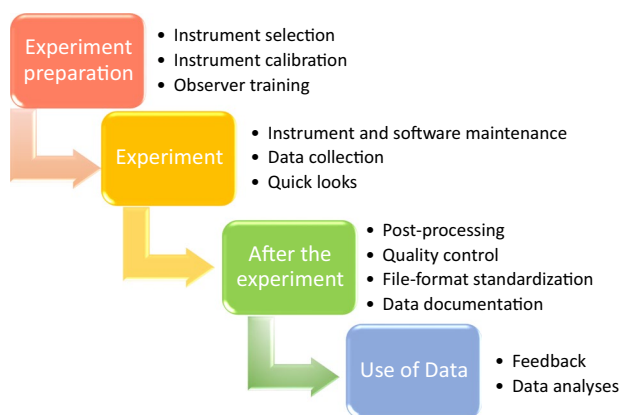 Experiment
preparation
• Instrument selection
• Instrument calibration
• Observer training
Experiment
• Instrument and software maintenance
• Data collection
• Quick looks
After the
experiment
• Post-processing
• Quality control
• File-format standardization
• Data documentation
Use of Data
• Feedback
• Data analyses